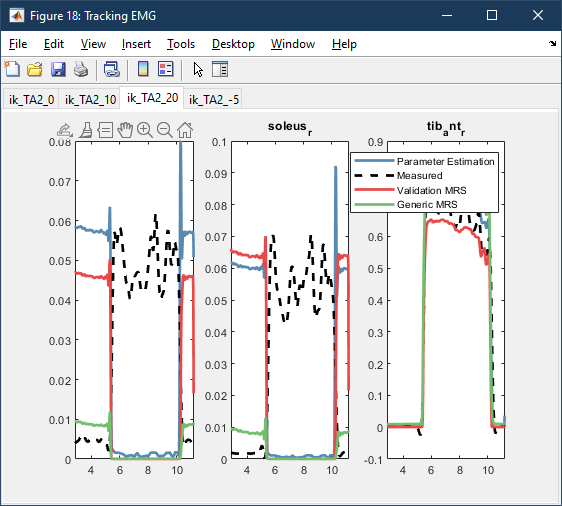 Figure 18: Tracking EMG
File Edit View Insert Tools Desktop Window Help
ik_TA2_0 ik_TA2_10 ik_TA2_20 ik_TA2_-5
soleus_r tib_ant_r
Parameter Estimation
Measured
Validation MRS
Generic MRS
0.08
0.07
0.06
0.05
0.04
0.03
0.02
0.01
0
4 6 8 10
0.1
0.09
0.08
0.07
0.06
0.05
0.04
0.03
0.02
0.01
0
4 6 8 10
0.9
0.6
0.5
0.4
0.3
0.2
0.1
0
-0.1
4 6 8 10